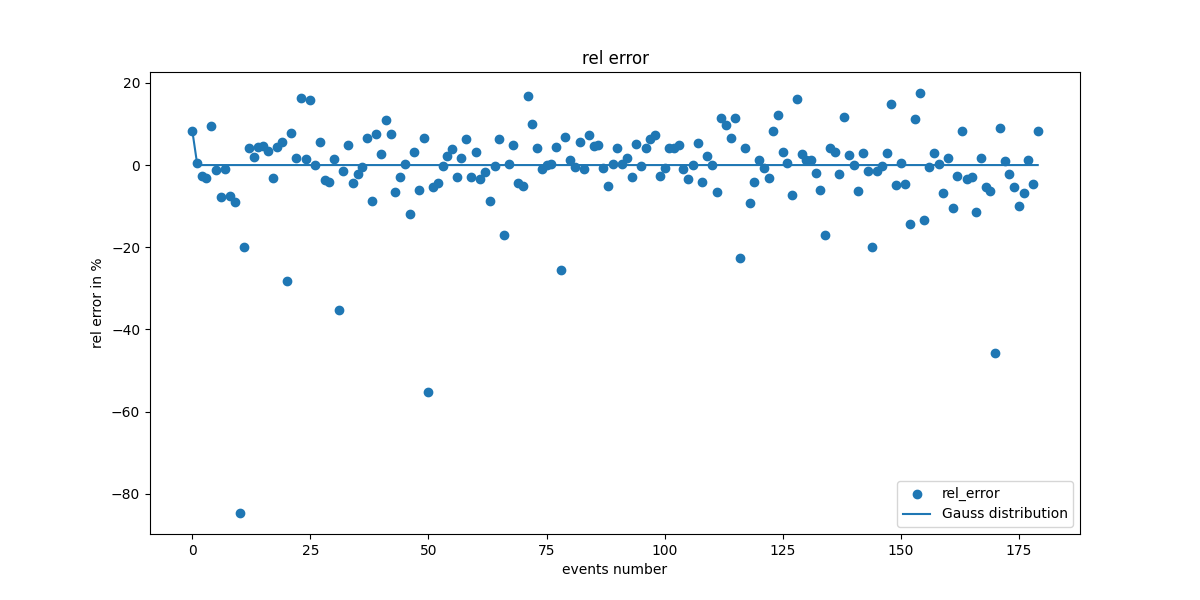 rel error
20
0
−20
−40
−60
−80
rel error in %
0 25 50 75 100 125 150 175
events number
rel_error
Gauss distribution